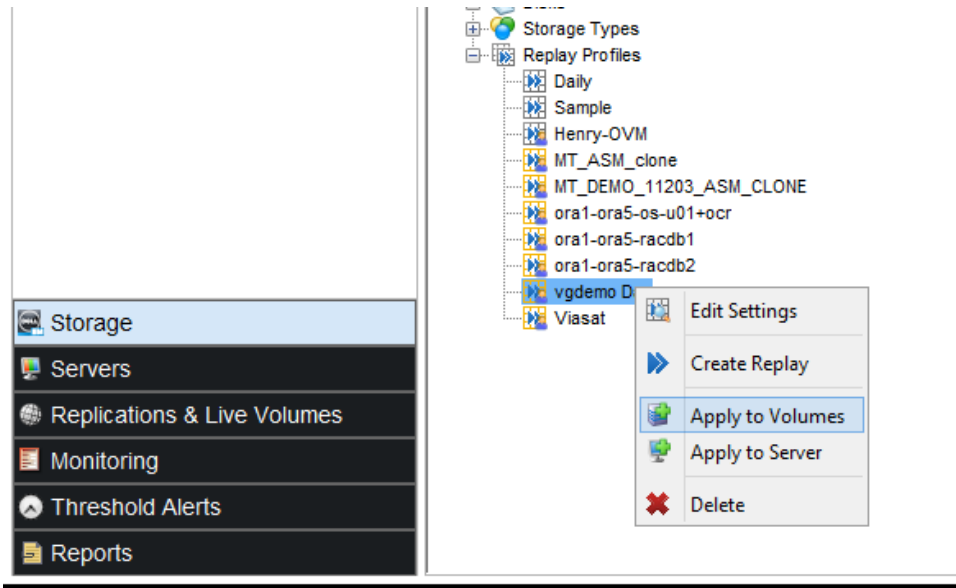 Storage Types
Replay Profiles
Daily
Sample
Henry-OVM
MT_ASM_clone
MT_DEMO_11203_ASM_CLONE
ora1-ora5-os-u01+ocr
ora1-ora5-racdb1
ora1-ora5-racdb2
vgdemo D
Viasat
Edit Settings
Create Replay
Apply to Volumes
Apply to Server
Delete
Storage
Servers
Replications & Live Volumes
Monitoring
Threshold Alerts
Reports